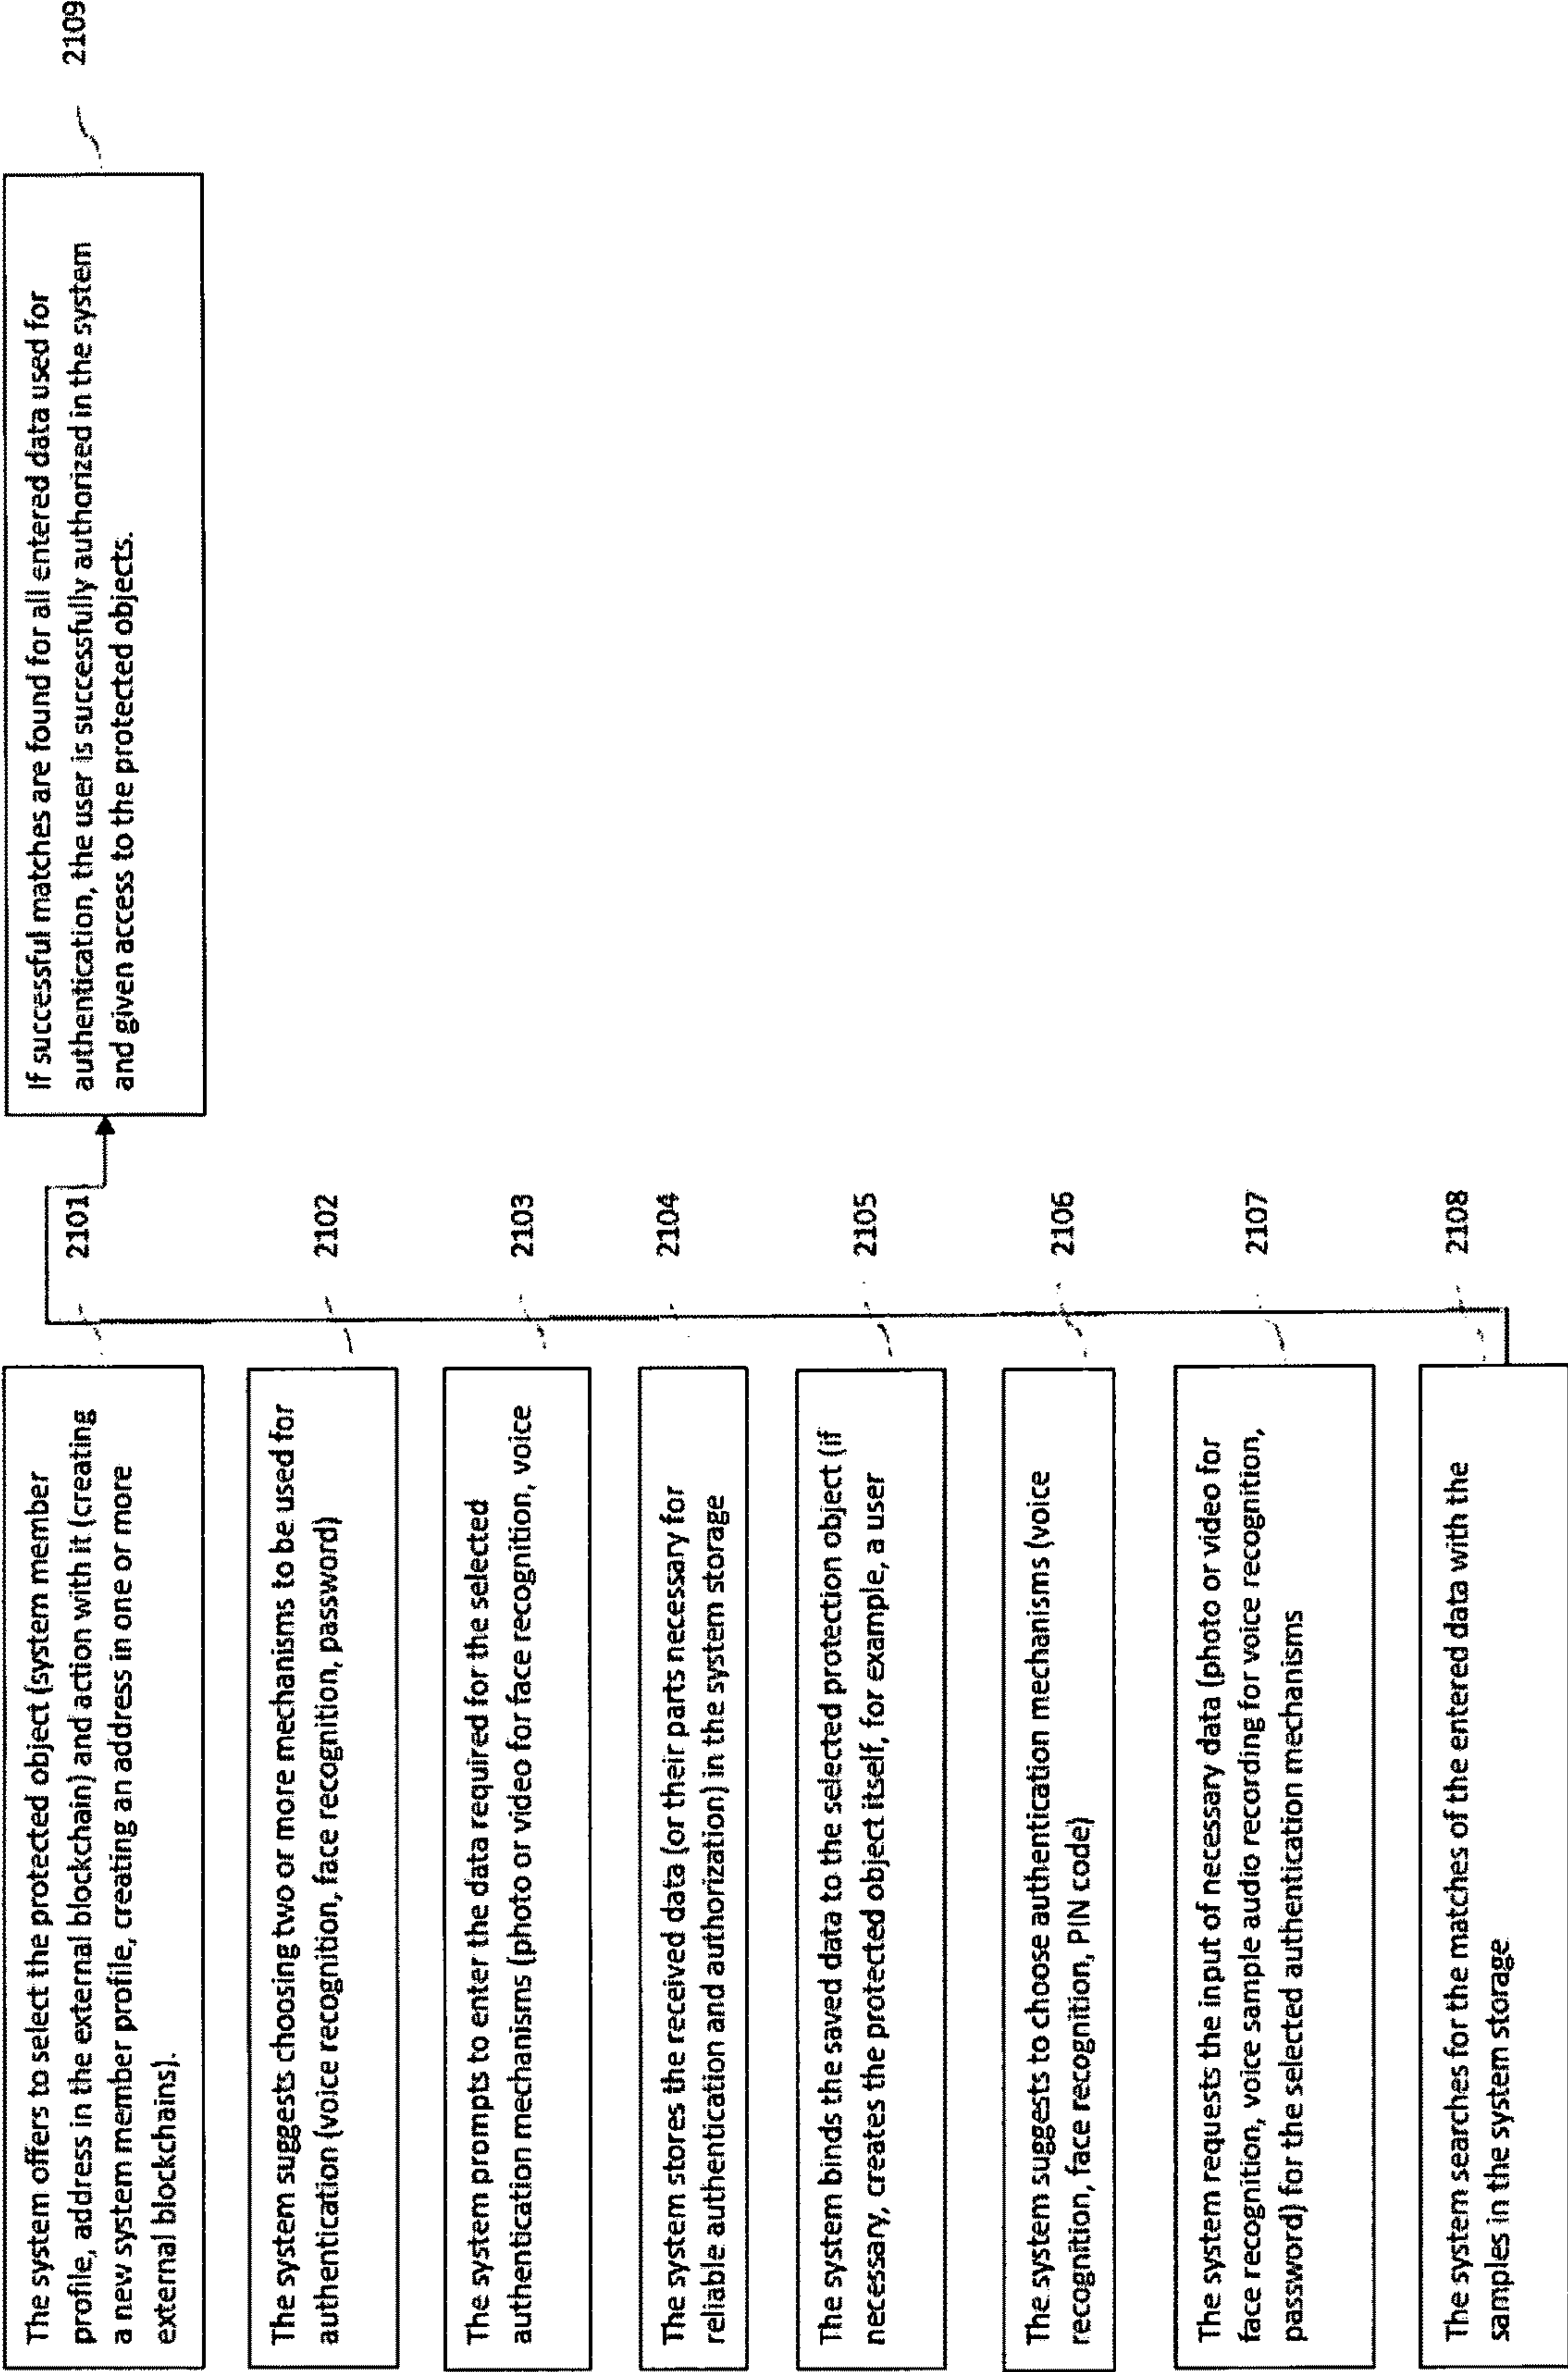 The system offers to select the protected object (system member
profile, address in the external blockchain) and action with it (creating
a new system member profile, creating an address in one or more
external blockchains).
2101
The system suggests choosing two or more mechanisms to be used for
authentication (voice recognition, face recognition, password)
2102
The system prompts to enter the data required for the selected
authentication mechanisms (photo or video for face recognition, voice
2103
The system stores the received data (or their parts necessary for
reliable authentication and authorization) in the system storage
2104
The system binds the saved data to the selected protection object (if
necessary, creates the protected object itself, for example, a user
2105
The system suggests to choose authentication mechanisms (voice
recognition, face recognition, PIN code)
2106
The system requests the input of necessary data (photo or video for
face recognition, voice sample audio recording for voice recognition,
password) for the selected authentication mechanisms
2107
The system searches for the matches of the entered data with the
samples in the system storage
2108
If successful matches are found for all entered data used for
authentication, the user is successfully authorized in the system
and given access to the protected objects.
2109